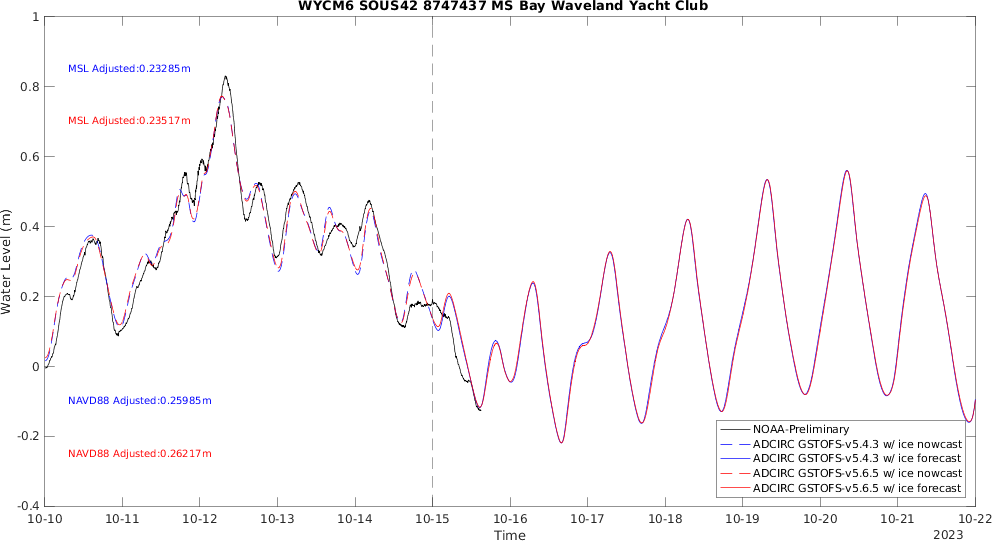 WYCM6 SOUS42 8747437 MS Bay Waveland Yacht Club
Water Level (m)
1
0.8
0.6
0.4
0.2
0
-0.2
-0.4
MSL Adjusted:0.23285m
MSL Adjusted:0.23517m
NAVD88 Adjusted:0.25985m
NAVD88 Adjusted:0.26217m
NOAA-Preliminary
ADCIRC GSTOFS-v5.4.3 w/ ice nowcast
ADCIRC GSTOFS-v5.4.3 w/ ice forecast
ADCIRC GSTOFS-v5.6.5 w/ ice nowcast
ADCIRC GSTOFS-v5.6.5 w/ ice forecast
10-10 10-11 10-12 10-13 10-14 10-15 10-16 10-17 10-18 10-19 10-20 10-21 10-22
Time
2023